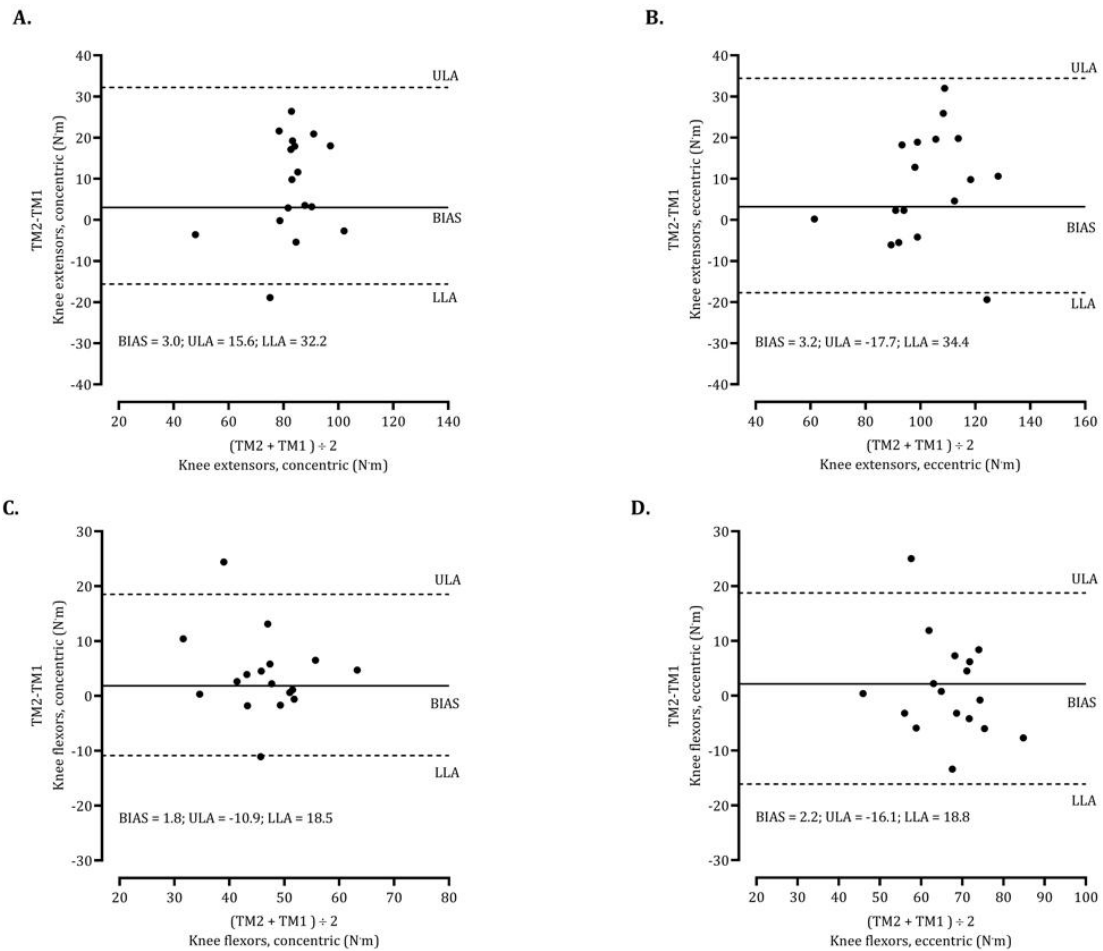 A.
TM2-TM1
Knee extensors, concentric (N·m)
40
30
20
10
0
-10
-20
-30
-40
ULA
BIAS
LLA
BIAS = 3.0; ULA = 15.6; LLA = 32.2
20 40 60 80 100 120 140
(TM2 + TM1 ) ÷ 2
Knee extensors, concentric (N·m)
B.
TM2-TM1
Knee extensors, eccentric (N·m)
40
30
20
10
0
-10
-20
-30
-40
ULA
BIAS
LLA
BIAS = 3.2; ULA = -17.7; LLA = 34.4
40 60 80 100 120 140 160
(TM2 + TM1 ) ÷ 2
Knee extensors, eccentric (N·m)
C.
TM2-TM1
Knee flexors, concentric (N·m)
30
20
10
0
-10
-20
-30
ULA
BIAS
LLA
BIAS = 1.8; ULA = -10.9; LLA = 18.5
20 30 40 50 60 70 80
(TM2 + TM1 ) ÷ 2
Knee flexors, concentric (N·m)
D.
TM2-TM1
Knee flexors, eccentric (N·m)
30
20
10
0
-10
-20
-30
ULA
BIAS
LLA
BIAS = 2.2; ULA = -16.1; LLA = 18.8
20 30 40 50 60 70 80 90 100
(TM2 + TM1 ) ÷ 2
Knee flexors, eccentric (N·m)